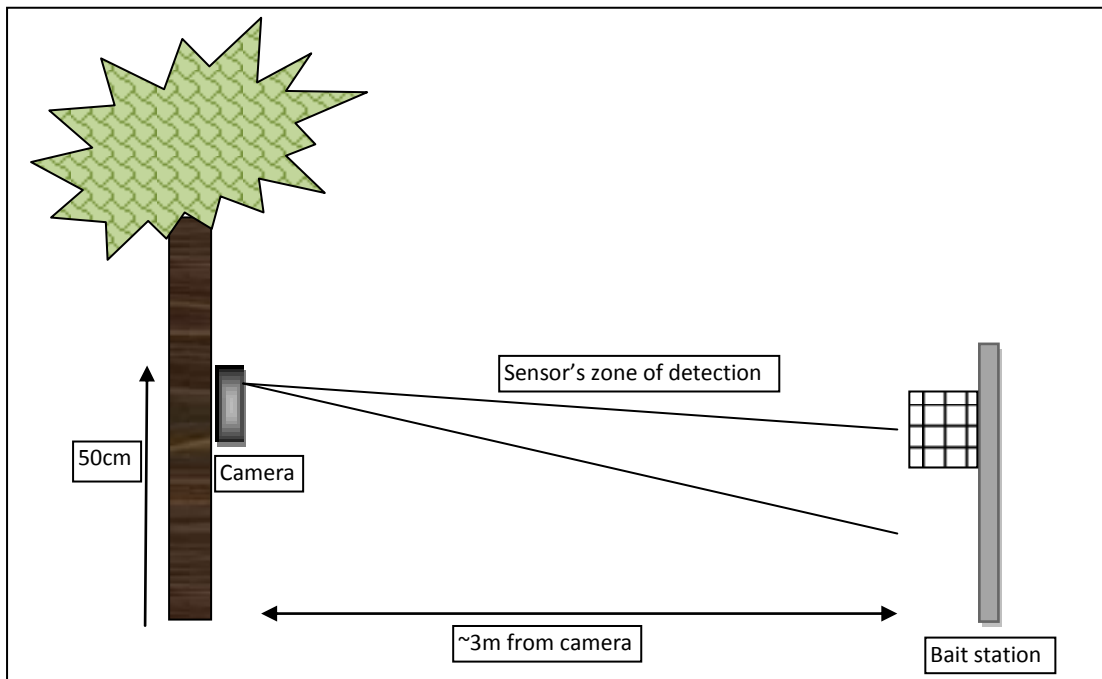 Sensor's zone of detection
50cm
Camera
~3m from camera
Bait station